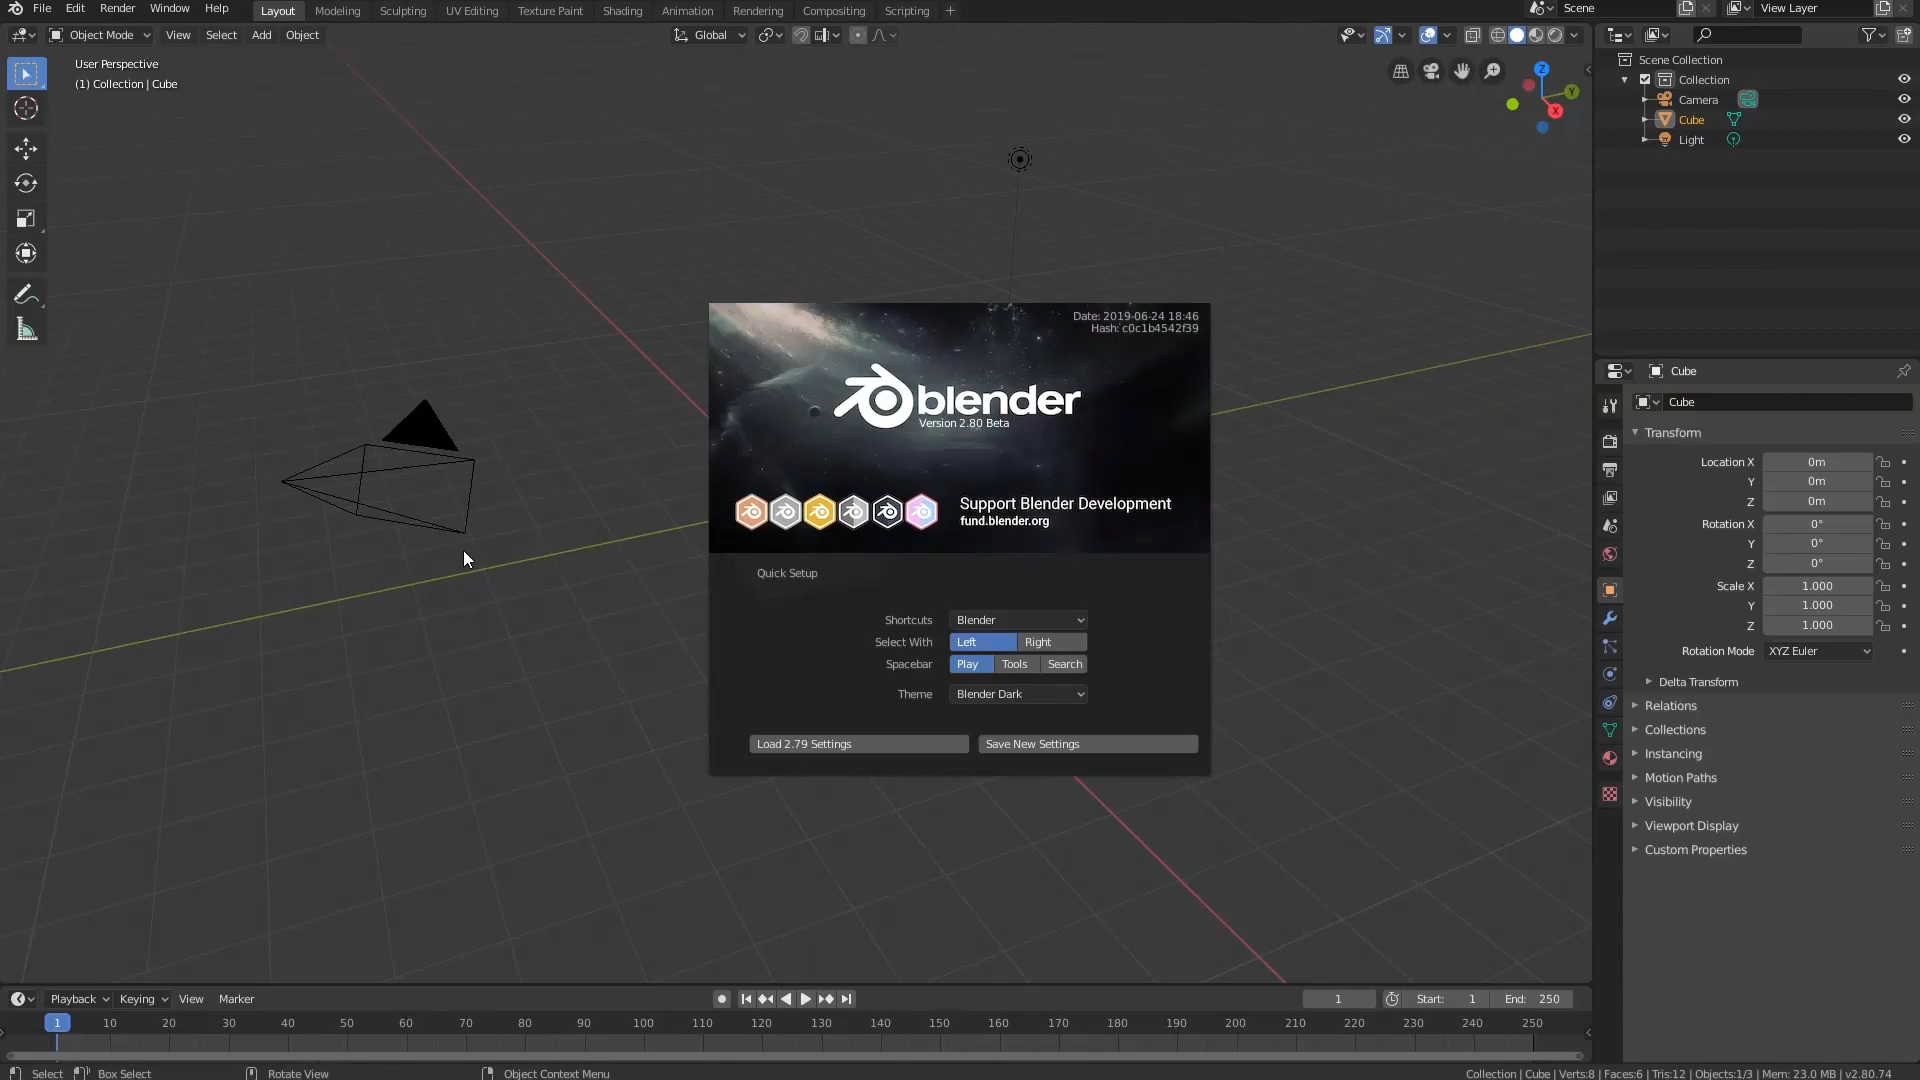 File Edit Render Window Help Layout Modeling Sculpting UV Editing Texture Paint Shading Animation Rendering Compositing Scripting + Scene View Layer
Object Mode View Select Add Object Global
User Perspective
(1) Collection | Cube
Z
Y
X
Scene Collection
Collection
Camera
Cube
Light
Date: 2019-06-24 18:46
Hash: c0c1b4542f39
blender
Version 2.80 Beta
Support Blender Development
fund.blender.org
Quick Setup
Shortcuts Blender
Select With Left Right
Spacebar Play Tools Search
Theme Blender Dark
Load 2.79 Settings Save New Settings
Cube
Cube
Transform
Location X 0m
Y 0m
Z 0m
Rotation X 0°
Y 0°
Z 0°
Scale X 1.000
Y 1.000
Z 1.000
Rotation Mode XYZ Euler
Delta Transform
Relations
Collections
Instancing
Motion Paths
Visibility
Viewport Display
Custom Properties
Playback Keying View Marker 1 Start: 1 End: 250
1 10 20 30 40 50 60 70 80 90 100 110 120 130 140 150 160 170 180 190 200 210 220 230 240 250
Select Box Select Rotate View Object Context Menu Collection | Cube | Verts:8 | Faces:6 | Tris:12 | Objects:1/3 | Mem: 23.0 MB | v2.80.74